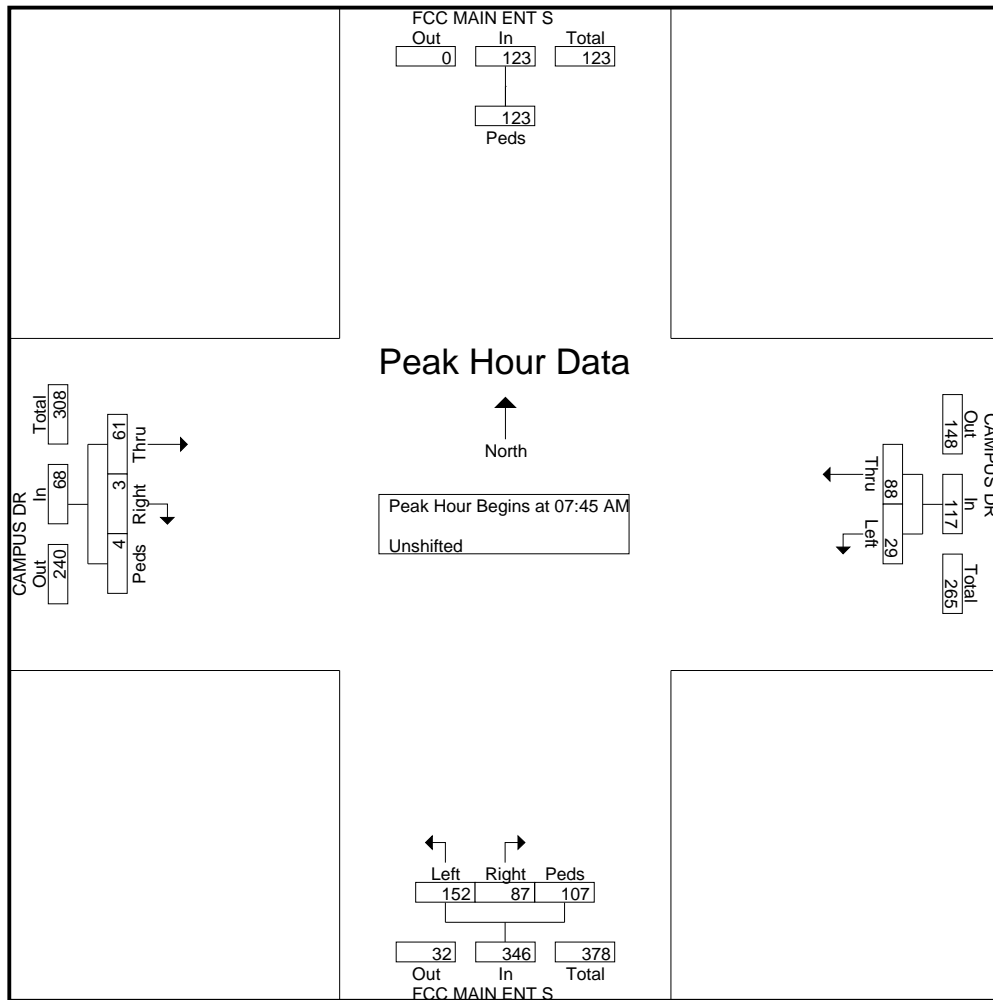 FCC MAIN ENT S
Out In Total
0 123 123
123
Peds
Peak Hour Data
North
Peak Hour Begins at 07:45 AM
Unshifted
CAMPUS DR
Out In Total
240 68 308
Thru Right Peds
61 3 4
CAMPUS DR
Out In Total
148 117 265
Thru Left
88 29
Left Right Peds
152 87 107
32 346 378
Out In Total
FCC MAIN ENT S